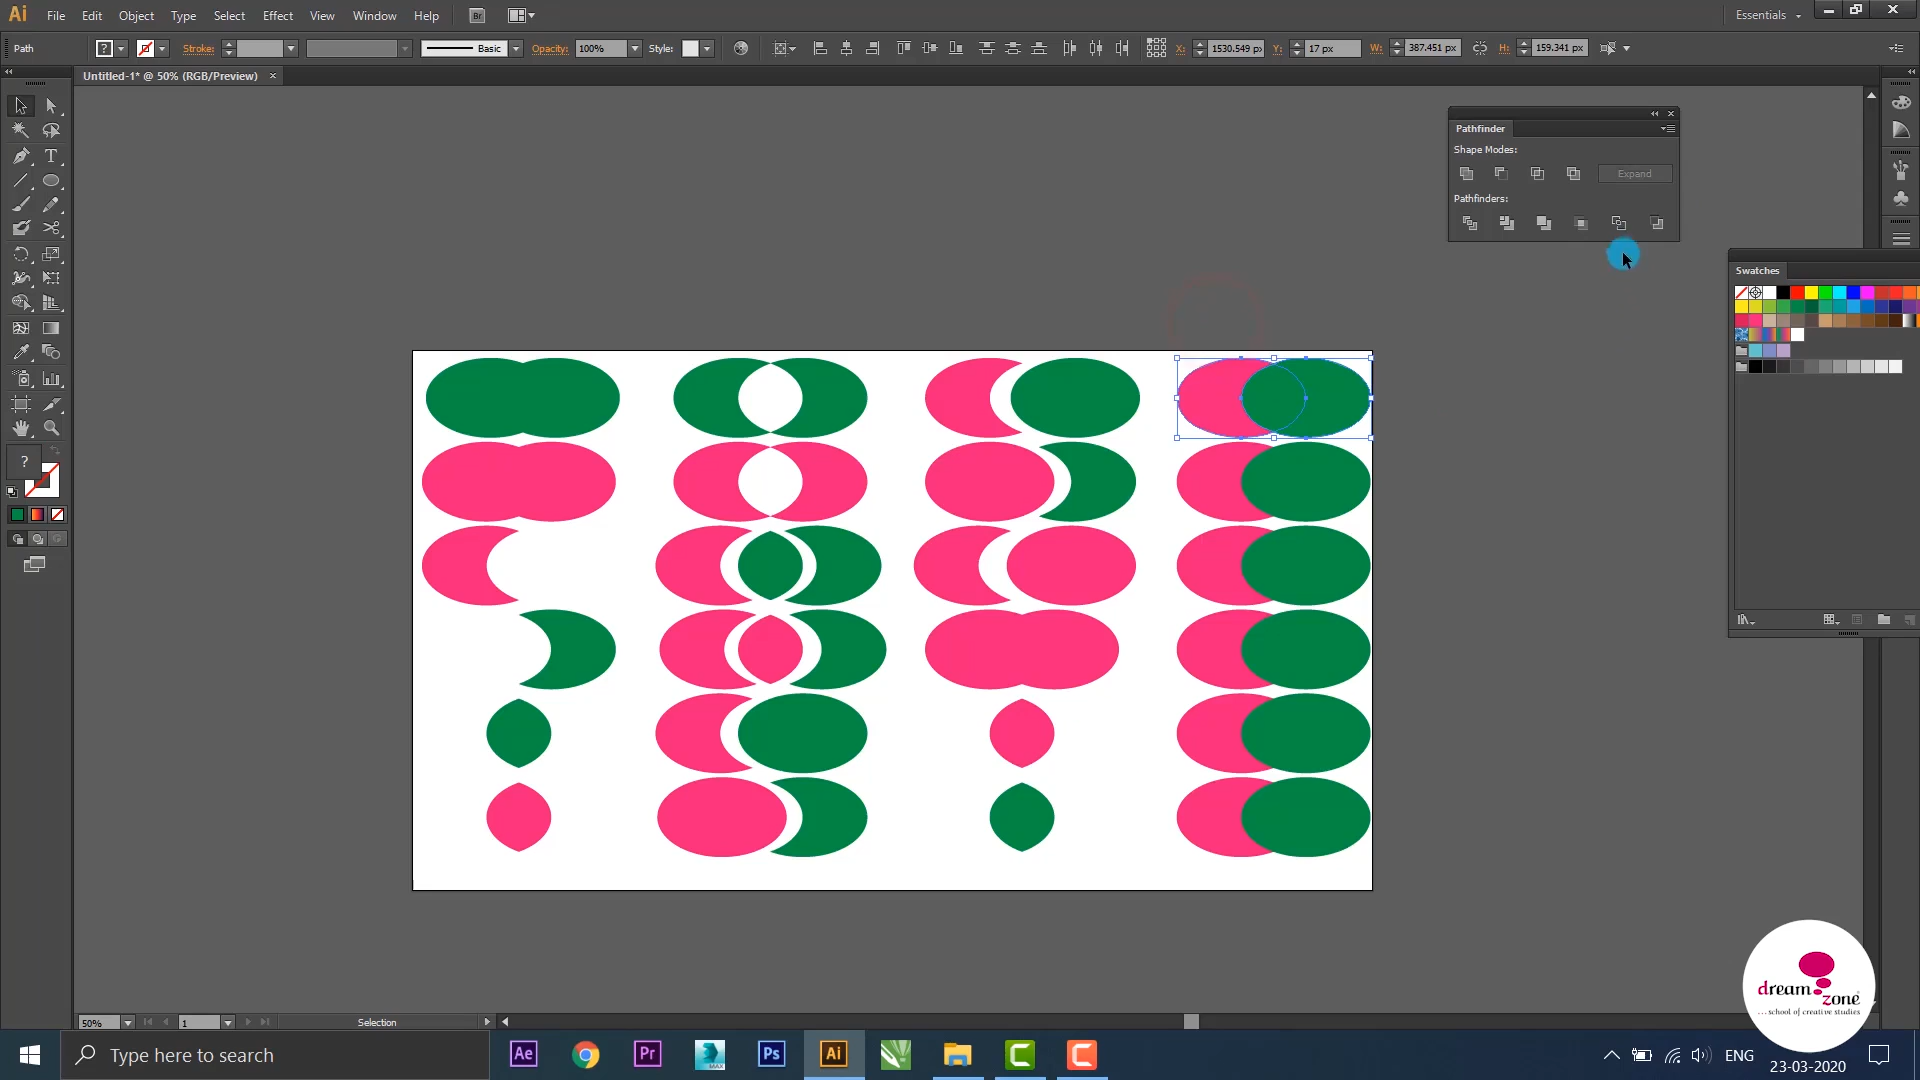 Ai File Edit Object Type Select Effect View Window Help Br Essentials
Path ? Stroke: Basic Opacity: 100% Style: X: 1530.549 px Y: 17 px W: 387.451 px H: 159.341 px
Untitled-1* @ 50% (RGB/Preview) ×
Pathfinder
Shape Modes:
Expand
Pathfinders:
Swatches
T
?
dream zone
...school of creative studies
50% 1 Selection
Type here to search
Ae Pr MAX Ps Ai
ENG
23-03-2020